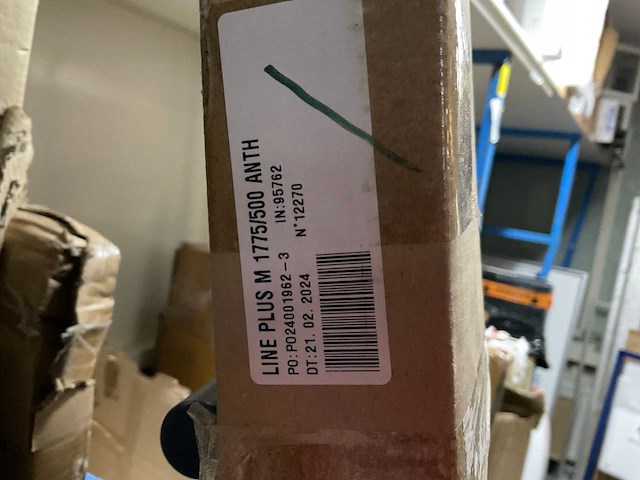 LINE PLUS M 1775/500 ANTH
PO: PO24001962-3 IN:95762
DT:21. 02. 2024 N°12270